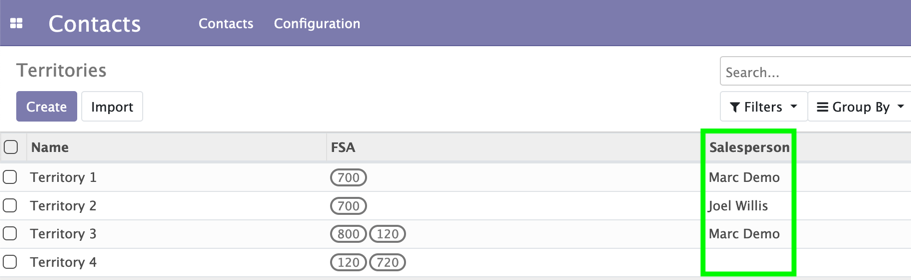 Contacts Contacts Configuration
Territories Search...
Create Import Filters Group By
Name FSA Salesperson
Territory 1 700 Marc Demo
Territory 2 700 Joel Willis
Territory 3 800 120 Marc Demo
Territory 4 120 720